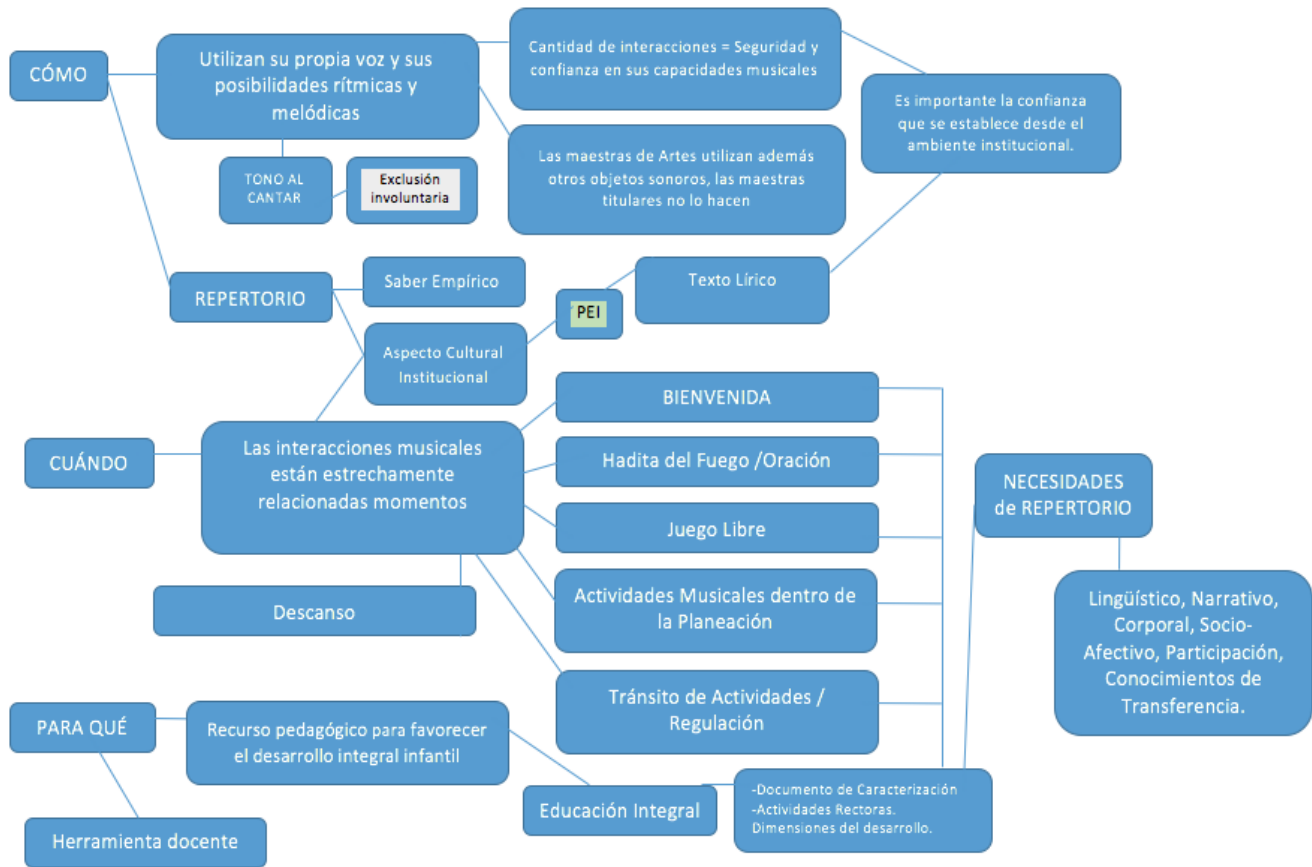 CÓMO
Utilizan su propia voz y sus
posibilidades rítmicas y
melódicas
Cantidad de interacciones = Seguridad y
confianza en sus capacidades musicales
Es importante la confianza
que se establece desde el
ambiente institucional.
Las maestras de Artes utilizan además
otros objetos sonoros, las maestras
titulares no lo hacen
TONO AL
CANTAR
Exclusión
involuntaria
REPERTORIO
Saber Empírico
Aspecto Cultural
Institucional
PEI
Texto Lírico
CUÁNDO
Las interacciones musicales
están estrechamente
relacionadas momentos
BIENVENIDA
Hadita del Fuego /Oración
Juego Libre
Actividades Musicales dentro de
la Planeación
Tránsito de Actividades /
Regulación
Descanso
NECESIDADES
de REPERTORIO
Lingüístico, Narrativo,
Corporal, Socio-
Afectivo, Participación,
Conocimientos de
Transferencia.
PARA QUÉ
Recurso pedagógico para favorecer
el desarrollo integral infantil
Educación Integral
-Documento de Caracterización
-Actividades Rectoras.
Dimensiones del desarrollo.
Herramienta docente